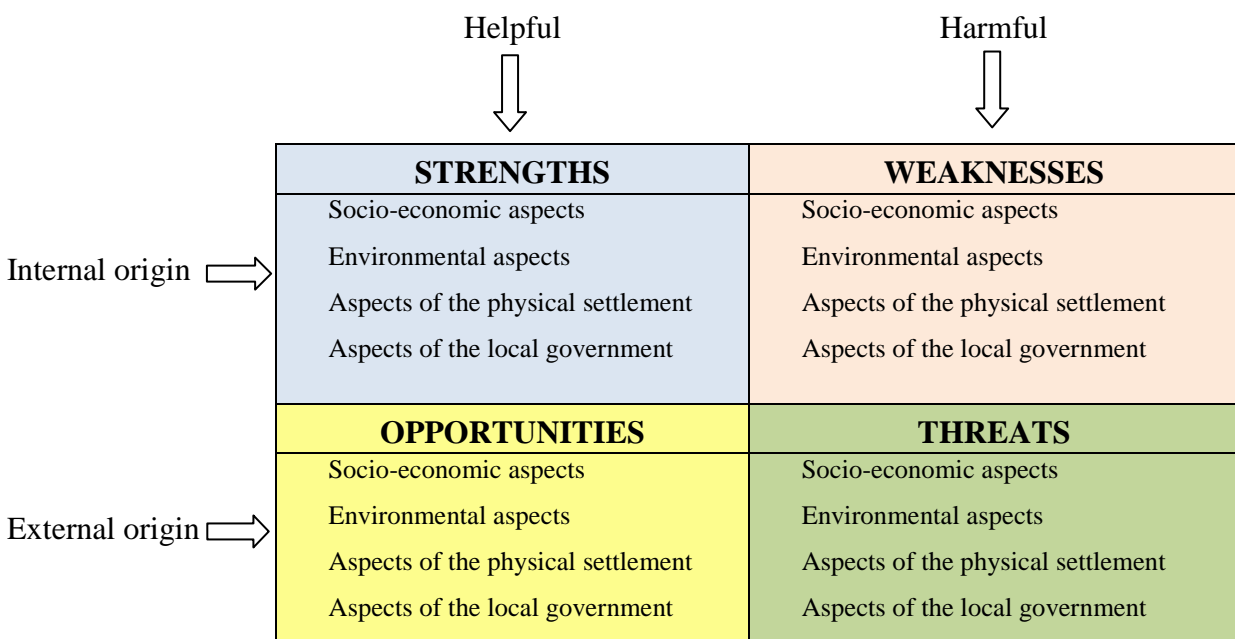 Helpful
Harmful
STRENGTHS
WEAKNESSES
Internal origin
Socio-economic aspects
Environmental aspects
Aspects of the physical settlement
Aspects of the local government
Socio-economic aspects
Environmental aspects
Aspects of the physical settlement
Aspects of the local government
OPPORTUNITIES
THREATS
External origin
Socio-economic aspects
Environmental aspects
Aspects of the physical settlement
Aspects of the local government
Socio-economic aspects
Environmental aspects
Aspects of the physical settlement
Aspects of the local government